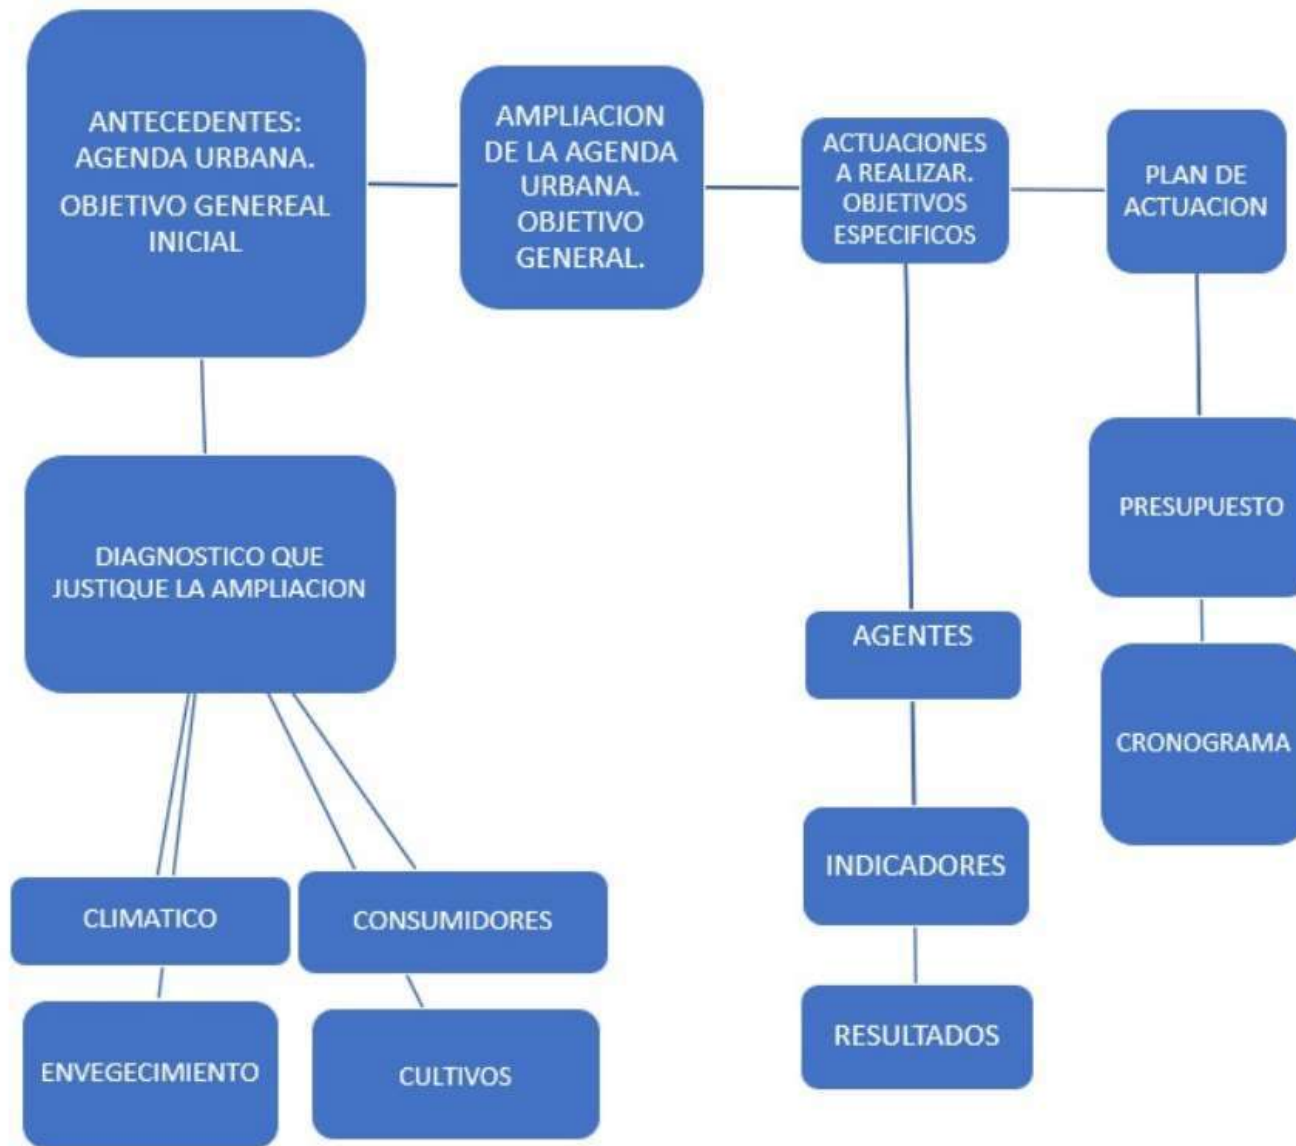 ANTECEDENTES:
AGENDA URBANA.
OBJETIVO GENEREAL
INICIAL
AMPLIACION
DE LA AGENDA
URBANA.
OBJETIVO
GENERAL.
ACTUACIONES
A REALIZAR.
OBJETIVOS
ESPECIFICOS
PLAN DE
ACTUACION
DIAGNOSTICO QUE
JUSTIQUE LA AMPLIACION
CLIMATICO
CONSUMIDORES
ENVEGECIMIENTO
CULTIVOS
AGENTES
INDICADORES
RESULTADOS
PRESUPUESTO
CRONOGRAMA